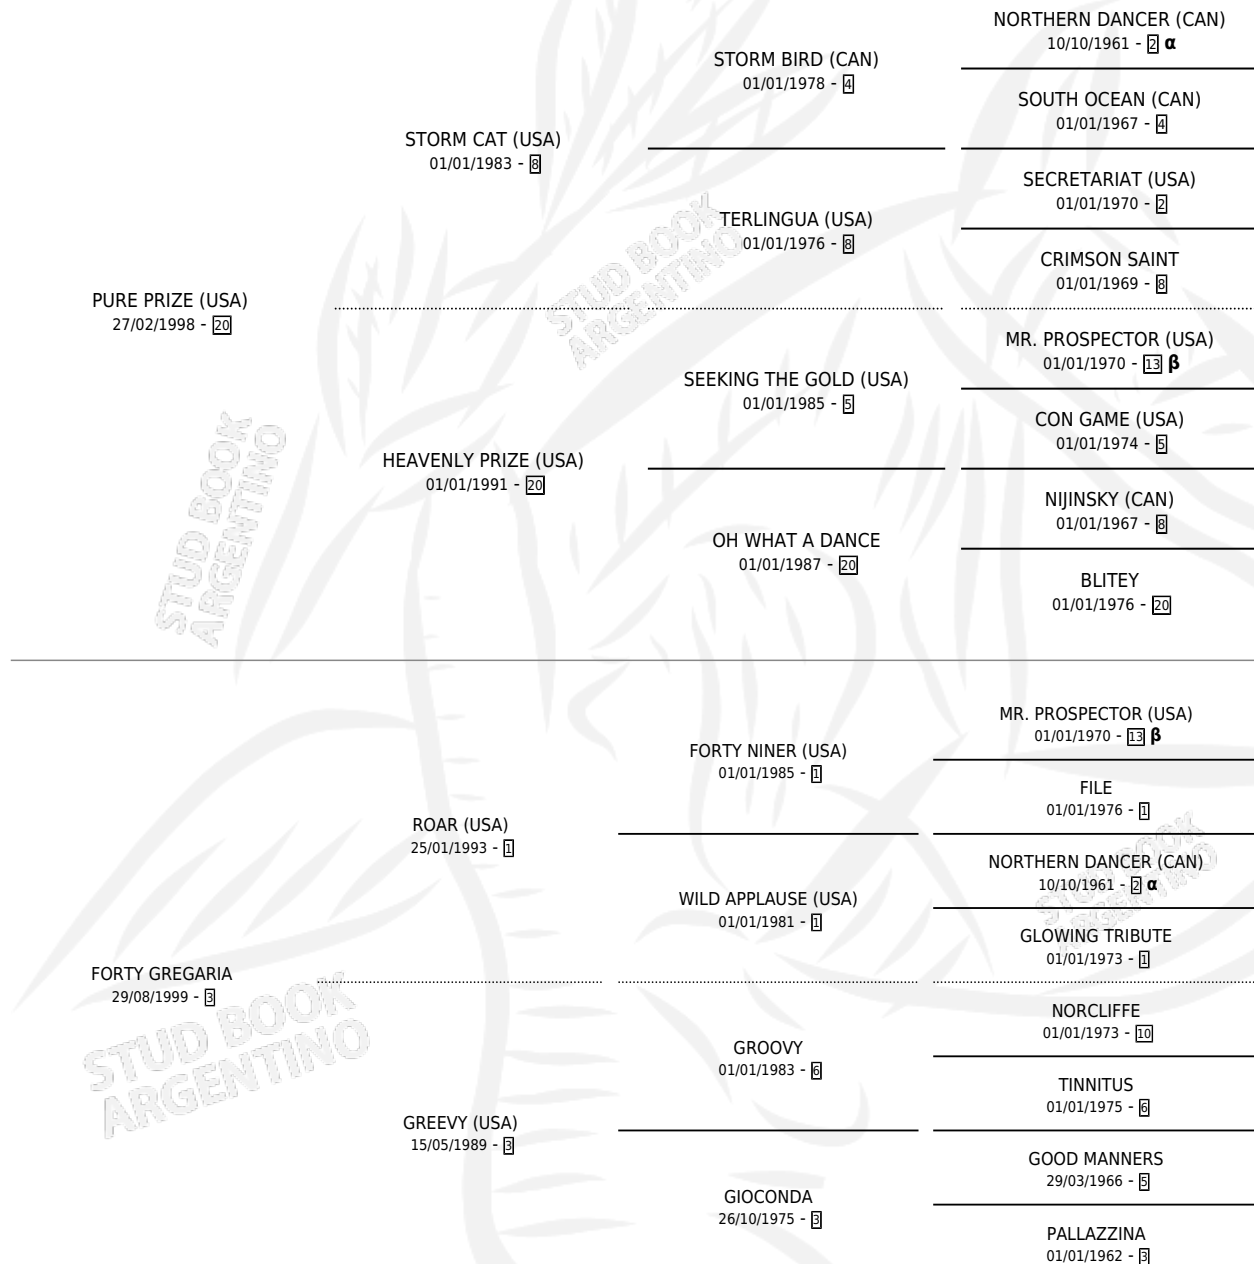 NORTHERN DANCER (CAN)
10/10/1961 - 2 α
STORM BIRD (CAN)
01/01/1978 - 4
SOUTH OCEAN (CAN)
01/01/1967 - 4
STORM CAT (USA)
01/01/1983 - 8
SECRETARIAT (USA)
01/01/1970 - 2
TERLINGUA (USA)
01/01/1976 - 8
CRIMSON SAINT
01/01/1969 - 8
STUD BOOK
ARGENTINO
PURE PRIZE (USA)
27/02/1998 - 20
MR. PROSPECTOR (USA)
01/01/1970 - 13 β
SEEKING THE GOLD (USA)
01/01/1985 - 5
CON GAME (USA)
01/01/1974 - 5
HEAVENLY PRIZE (USA)
01/01/1991 - 20
NIJINSKY (CAN)
01/01/1967 - 8
OH WHAT A DANCE
01/01/1987 - 20
BLITEY
01/01/1976 - 20
STUD BOOK
ARGENTINO
MR. PROSPECTOR (USA)
01/01/1970 - 13 β
FORTY NINER (USA)
01/01/1985 - 1
FILE
01/01/1976 - 1
ROAR (USA)
25/01/1993 - 1
NORTHERN DANCER (CAN)
10/10/1961 - 2 α
STUD BOOK
ARGENTINO
WILD APPLAUSE (USA)
01/01/1981 - 1
GLOWING TRIBUTE
01/01/1973 - 1
FORTY GREGARIA
29/08/1999 - 3
NORCLIFFE
01/01/1973 - 10
GROOVY
01/01/1983 - 6
TINNITUS
01/01/1975 - 6
STUD BOOK
ARGENTINO
GREEVY (USA)
15/05/1989 - 3
GOOD MANNERS
29/03/1966 - 5
GIOCONDA
26/10/1975 - 3
PALLAZZINA
01/01/1962 - 3